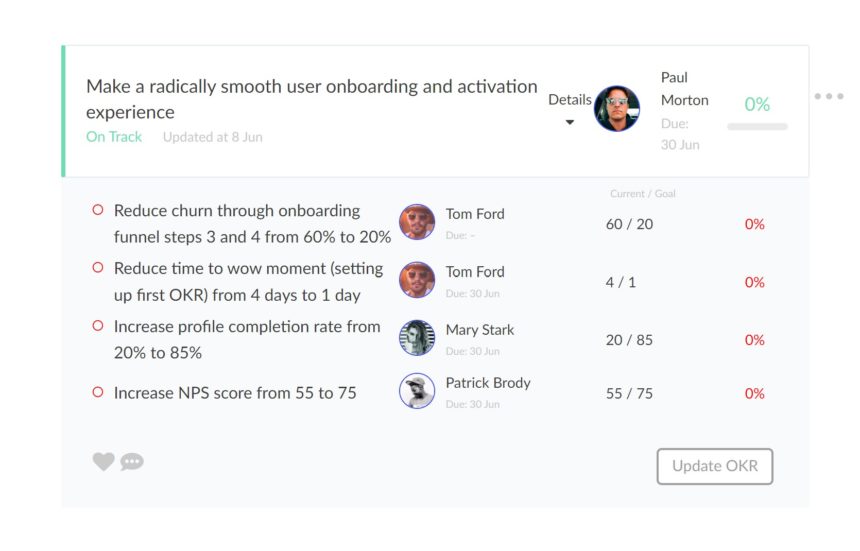 Make a radically smooth user onboarding and activation
experience
On Track Updated at 8 Jun
Details
Paul
Morton
Due:
30 Jun
0%
Current / Goal
Reduce churn through onboarding
funnel steps 3 and 4 from 60% to 20%
Tom Ford
Due: –
60 / 20
0%
Reduce time to wow moment (setting
up first OKR) from 4 days to 1 day
Tom Ford
Due: 30 Jun
4 / 1
0%
Increase profile completion rate from
20% to 85%
Mary Stark
Due: 30 Jun
20 / 85
0%
Increase NPS score from 55 to 75
Patrick Brody
Due: 30 Jun
55 / 75
0%
Update OKR